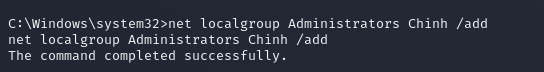 C:\Windows\system32>net localgroup Administrators Chinh /add
net localgroup Administrators Chinh /add
The command completed successfully.